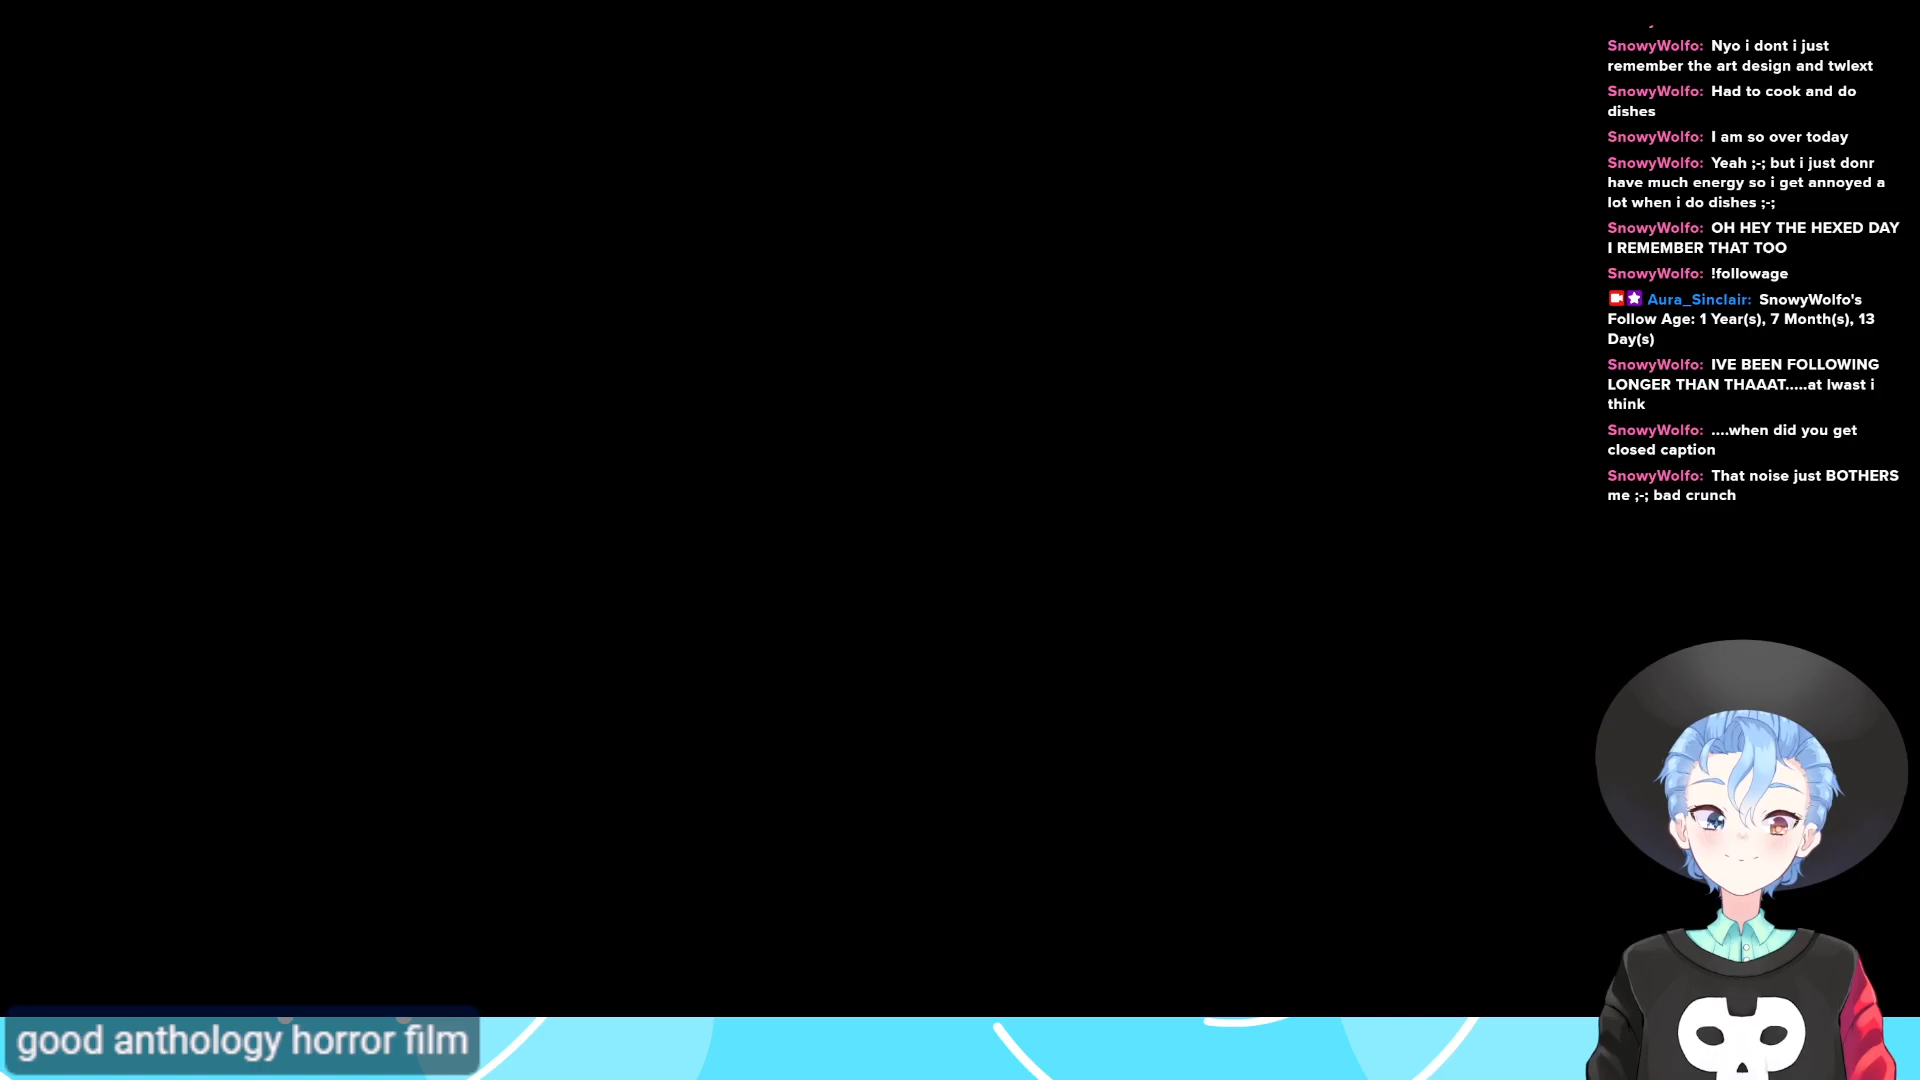 SnowyWolfo: Nyo i dont i just
remember the art design and twlext
SnowyWolfo: Had to cook and do
dishes
SnowyWolfo: I am so over today
SnowyWolfo: Yeah ;-; but i just donr
have much energy so i get annoyed a
lot when i do dishes ;-;
SnowyWolfo: OH HEY THE HEXED DAY
I REMEMBER THAT TOO
SnowyWolfo: !followage
Aura_Sinclair: SnowyWolfo's
Follow Age: 1 Year(s), 7 Month(s), 13
Day(s)
SnowyWolfo: IVE BEEN FOLLOWING
LONGER THAN THAAAT.....at lwast i
think
SnowyWolfo: ....when did you get
closed caption
SnowyWolfo: That noise just BOTHERS
me ;-; bad crunch
good anthology horror film